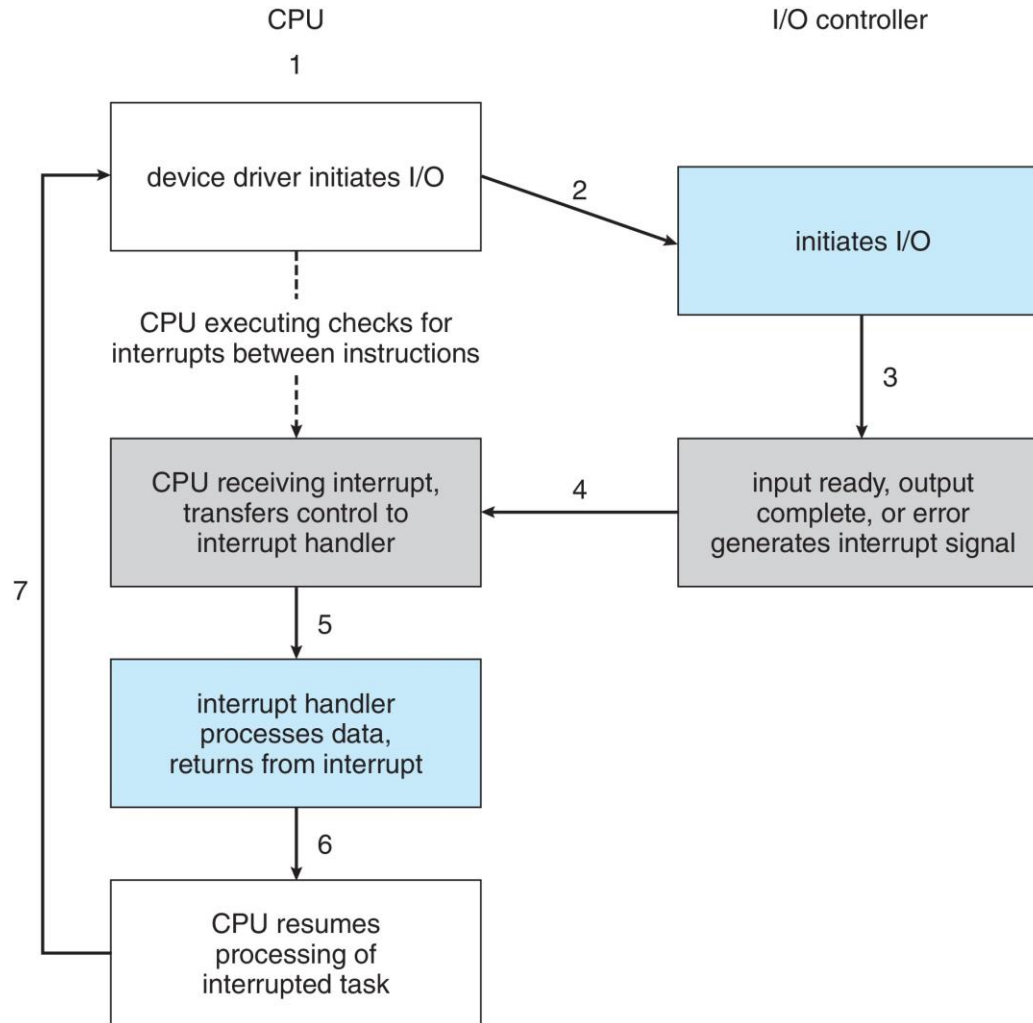 CPU
I/O controller
1
device driver initiates I/O
2
initiates I/O
CPU executing checks for
interrupts between instructions
3
CPU receiving interrupt,
transfers control to
interrupt handler
4
input ready, output
complete, or error
generates interrupt signal
7
5
interrupt handler
processes data,
returns from interrupt
6
CPU resumes
processing of
interrupted task